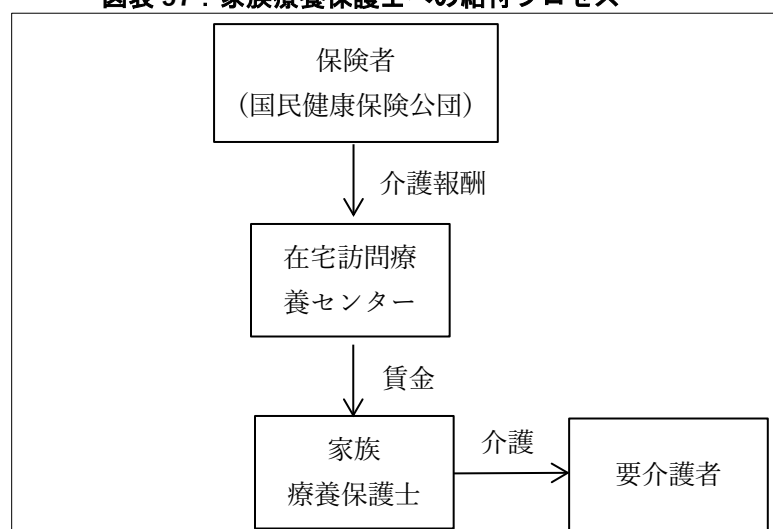 図表 37：家族療養保護士への給付プロセス
保険者
(国民健康保険公団)
介護報酬
在宅訪問療
養センター
賃金
家族
療養保護士
介護
要介護者